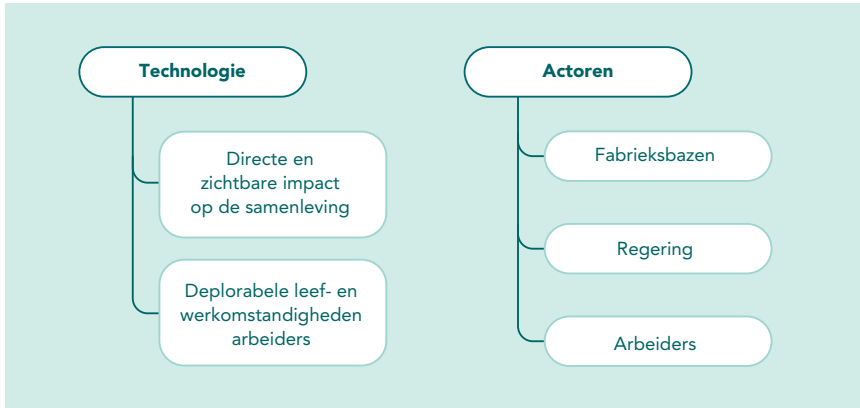 Technologie
Directe en
zichtbare impact
op de samenleving
Deplorabele leef- en
werkomstandigheden
arbeiders
Actoren
Fabrieksbazen
Regering
Arbeiders